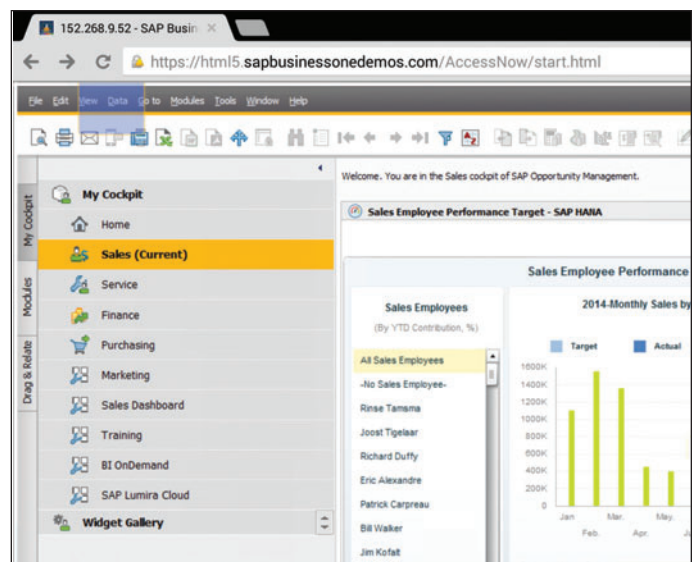 152.268.9.52 - SAP Busin
https://html5.sapbusinessonedemos.com/AccessNow/start.html
File Edit View Data Go to Modules Tools Window Help
Welcome. You are in the Sales cockpit of SAP Opportunity Management.
My Cockpit
Modules
Drag & Relate
My Cockpit
Home
Sales (Current)
Service
Finance
Purchasing
Marketing
Sales Dashboard
Training
BI OnDemand
SAP Lumira Cloud
Widget Gallery
Sales Employee Performance Target - SAP HANA
Sales Employee Performance
Sales Employees
(By YTD Contribution, %)
All Sales Employees
-No Sales Employee-
Rinse Tamsma
Joost Tigelaar
Richard Duffy
Eric Alexandre
Patrick Carpreau
Bill Walker
Jim Kofalt
2014-Monthly Sales by
Target Actual
1600K
1400K
1200K
1000K
800K
600K
400K
200K
0
Jan Mar. May.
Feb. Apr.